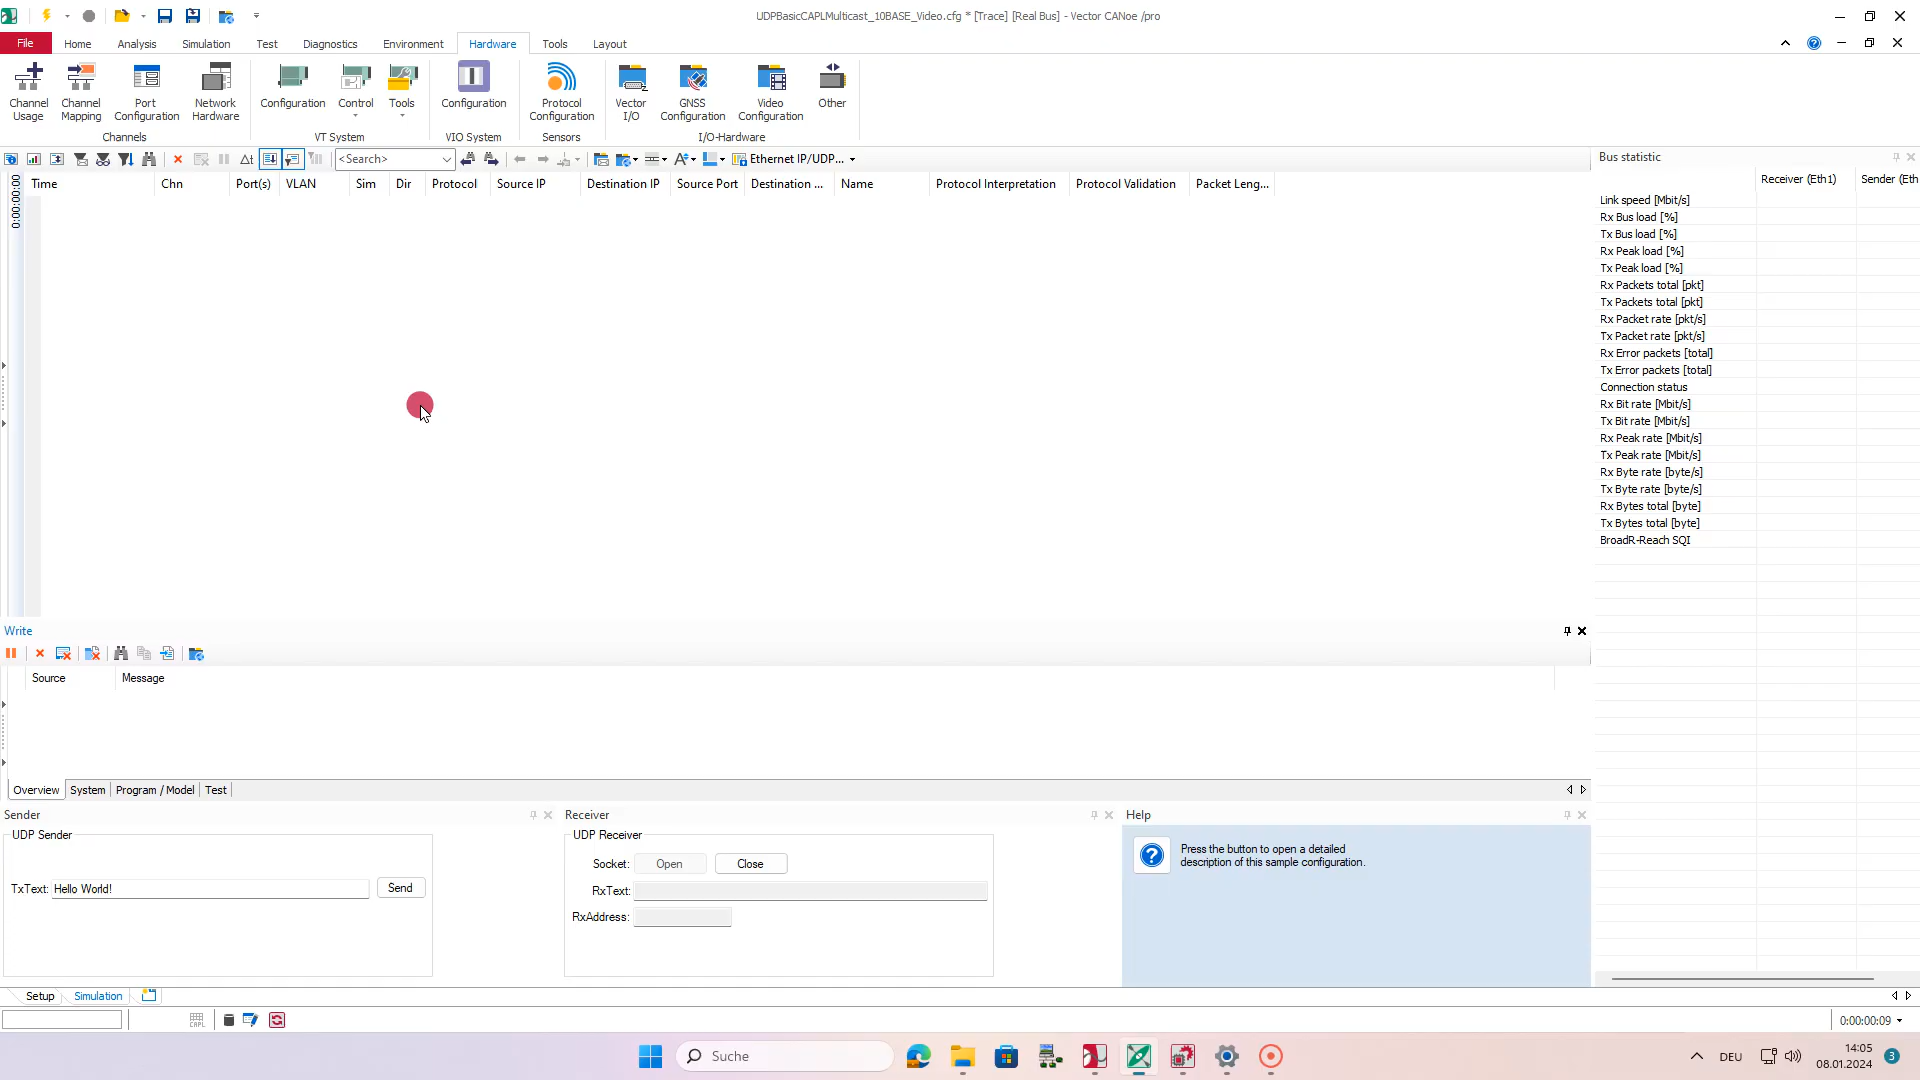 UDPBasicCAPLMulticast_10BASE_Video.cfg * [Trace] [Real Bus] - Vector CANoe /pro
File Home Analysis Simulation Test Diagnostics Environment Hardware Tools Layout
Channel Usage
Channel Mapping
Port Configuration
Network Hardware
Channels
Configuration
Control
Tools
VT System
Configuration
VIO System
Protocol Configuration
Sensors
Vector I/O
GNSS Configuration
Video Configuration
Other
I/O-Hardware
<Search>
Ethernet IP/UDP...
0:00:00:00
Time Chn Port(s) VLAN Sim Dir Protocol Source IP Destination IP Source Port Destination ... Name Protocol Interpretation Protocol Validation Packet Leng...
Bus statistic
Receiver (Eth1) Sender (Eth
Link speed [Mbit/s]
Rx Bus load [%]
Tx Bus load [%]
Rx Peak load [%]
Tx Peak load [%]
Rx Packets total [pkt]
Tx Packets total [pkt]
Rx Packet rate [pkt/s]
Tx Packet rate [pkt/s]
Rx Error packets [total]
Tx Error packets [total]
Connection status
Rx Bit rate [Mbit/s]
Tx Bit rate [Mbit/s]
Rx Peak rate [Mbit/s]
Tx Peak rate [Mbit/s]
Rx Byte rate [byte/s]
Tx Byte rate [byte/s]
Rx Bytes total [byte]
Tx Bytes total [byte]
BroadR-Reach SQI
Write
Source Message
Overview System Program / Model Test
Sender
UDP Sender
TxText: Hello World! Send
Receiver
UDP Receiver
Socket: Open Close
RxText:
RxAddress:
Help
Press the button to open a detailed
description of this sample configuration.
Setup Simulation
CAPL
0:00:00:09
Suche
DEU
14:05
08.01.2024
3